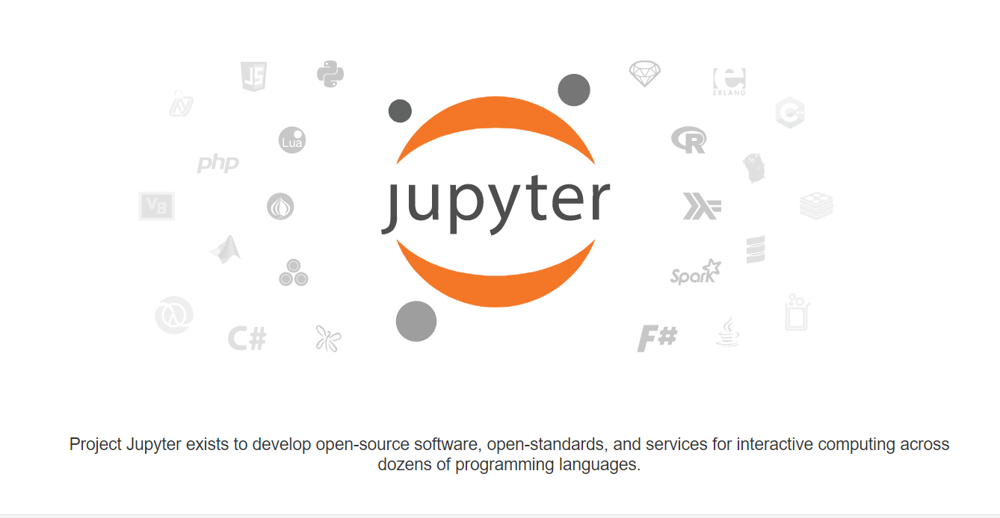 JS
Lua
php
VB
C#
jupyter
ERLANG
C++
R
Spark
F#
Project Jupyter exists to develop open-source software, open-standards, and services for interactive computing across
dozens of programming languages.